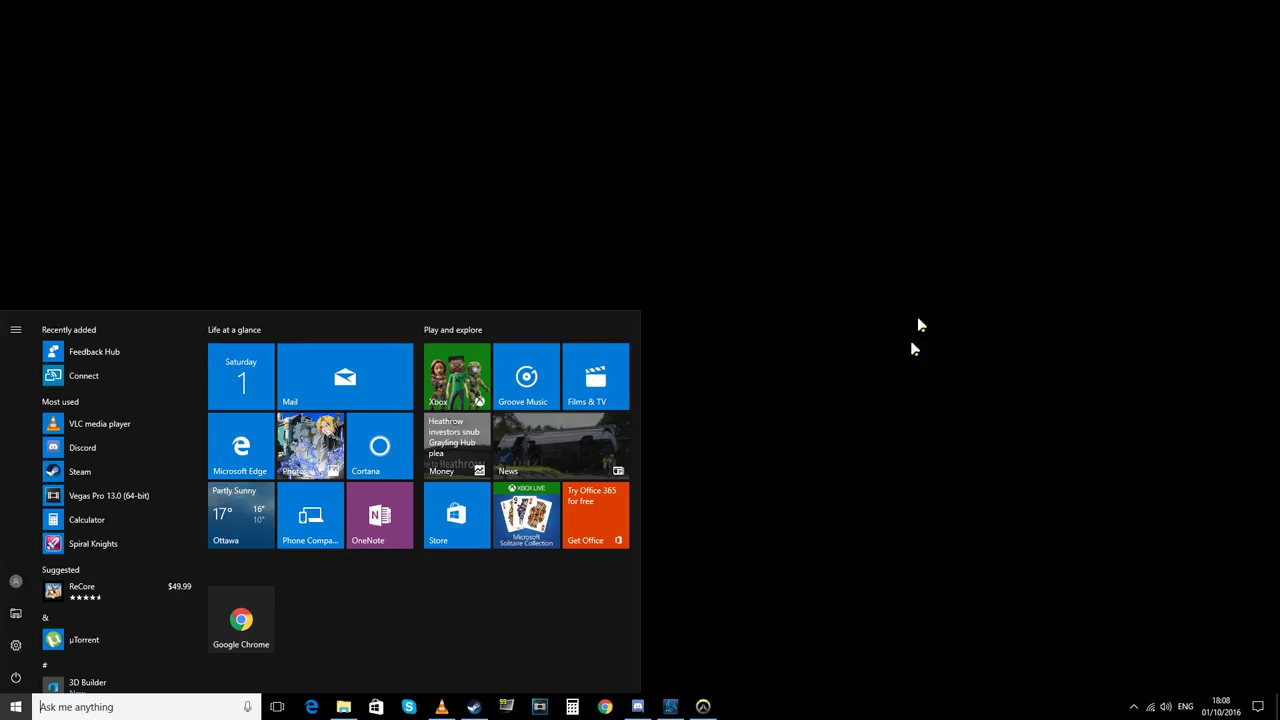 Recently added
Feedback Hub
Connect
Most used
VLC media player
Discord
Steam
Vegas Pro 13.0 (64-bit)
Calculator
Spiral Knights
Suggested
ReCore $49.99
&
µTorrent
#
3D Builder
New
Life at a glance
Saturday
1
Mail
Microsoft Edge
Photos
Cortana
Partly Sunny
17° 16°
10°
Ottawa
Phone Compa...
OneNote
Google Chrome
Play and explore
Xbox
Groove Music
Films & TV
Heathrow
investors snub
Grayling Hub
plea
Money
News
Store
XBOX LIVE
Microsoft
Solitaire Collection
Try Office 365
for free
Get Office
Ask me anything
99
ENG
18:08
01/10/2016